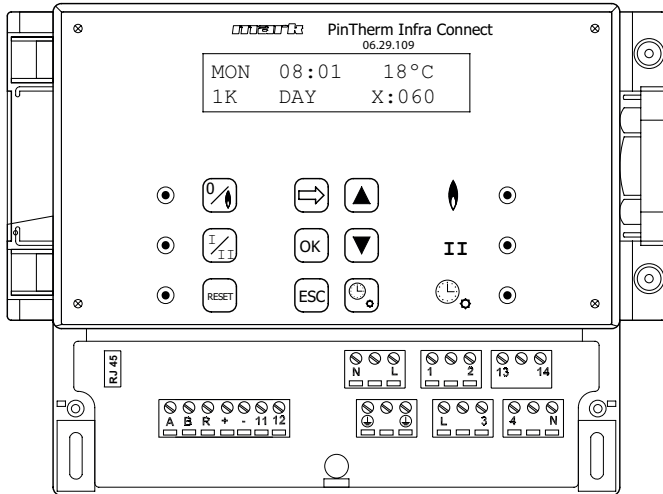 mark PinTherm Infra Connect
06.29.109
MON 08:01 18°C
1K DAY X:060
0/
I/II OK II
RESET ESC
RJ 45
N L 1 2 13 14
A B R + - 11 12 L 3 4 N